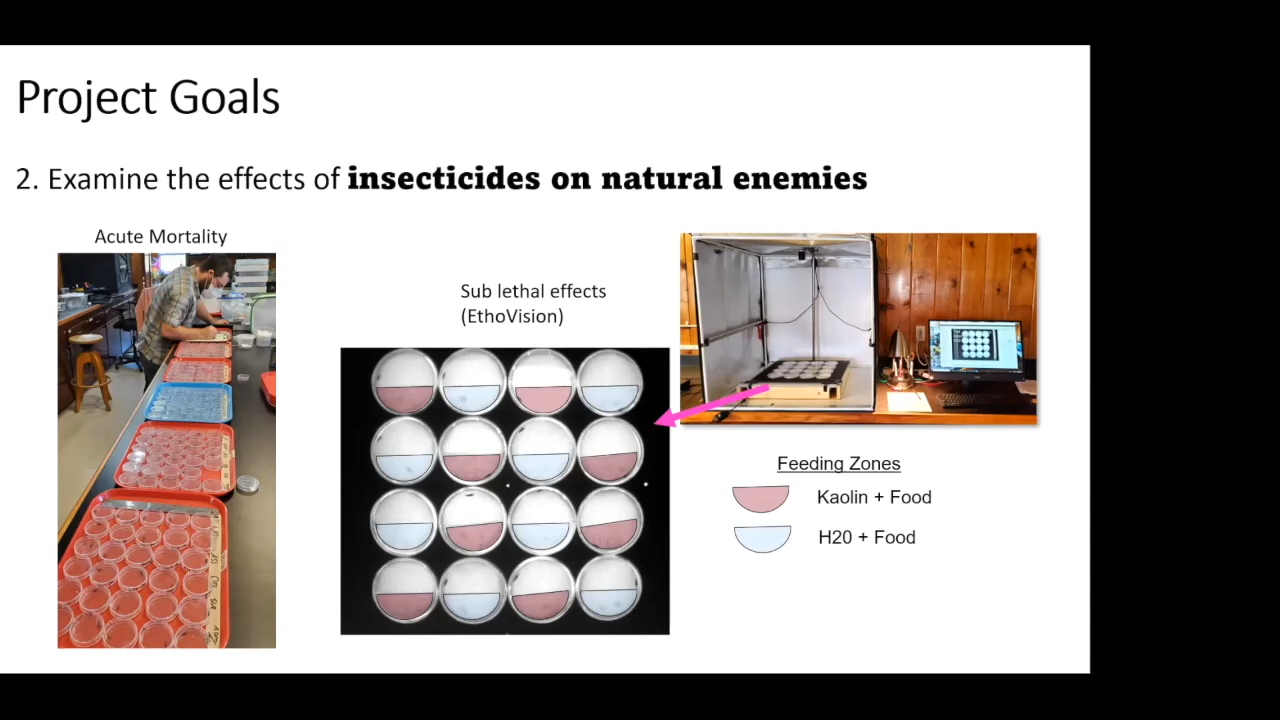 Project Goals
2. Examine the effects of insecticides on natural enemies
Acute Mortality
Sub lethal effects
(EthoVision)
Feeding Zones
Kaolin + Food
H20 + Food